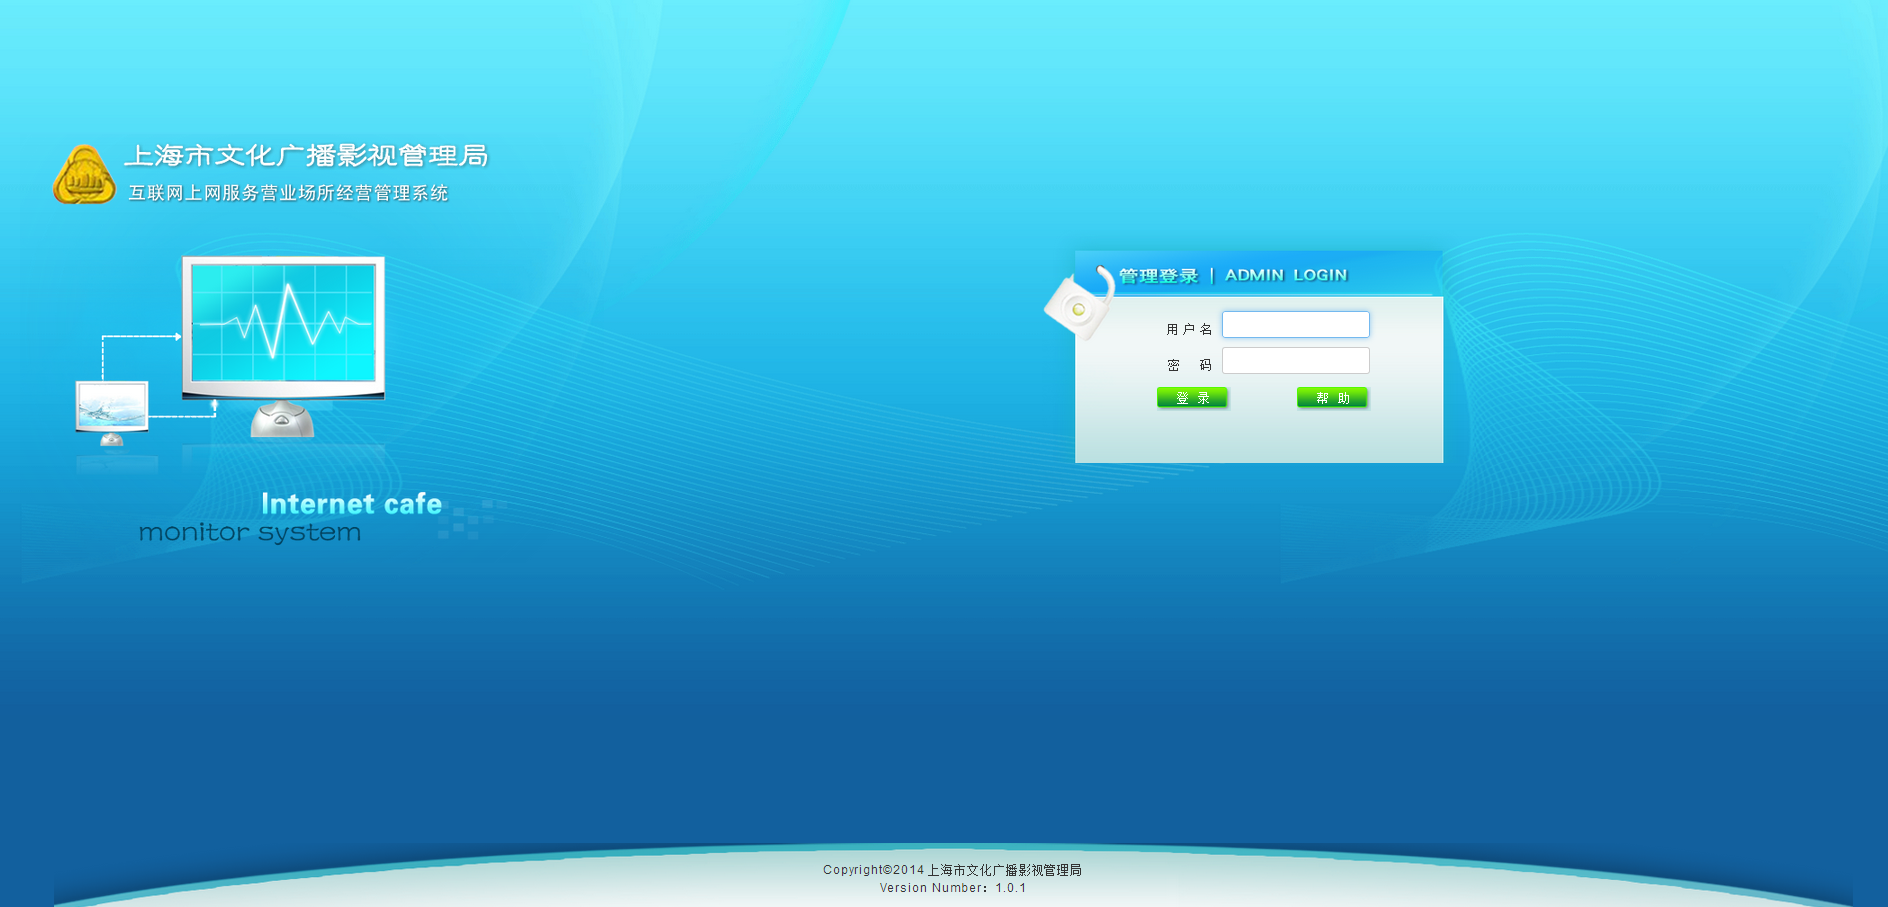 上海市文化广播影视管理局
互联网上网服务营业场所经营管理系统
管理登录 | ADMIN LOGIN
用户名
密 码
登 录
帮 助
Internet cafe
monitor system
Copyright©2014 上海市文化广播影视管理局
Version Number：1.0.1